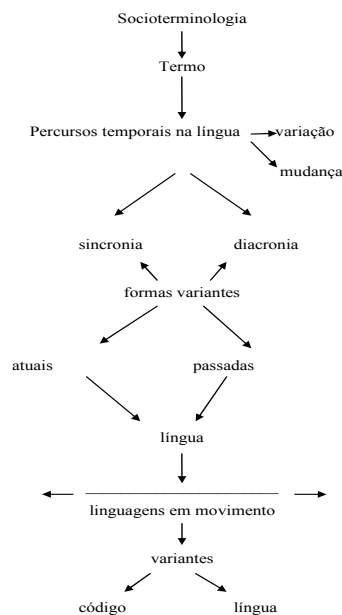 Socioterminologia
Termo
Percursos temporais na língua
variação
mudança
sincronia
diacronia
formas variantes
atuais
passadas
língua
linguagens em movimento
variantes
código
língua